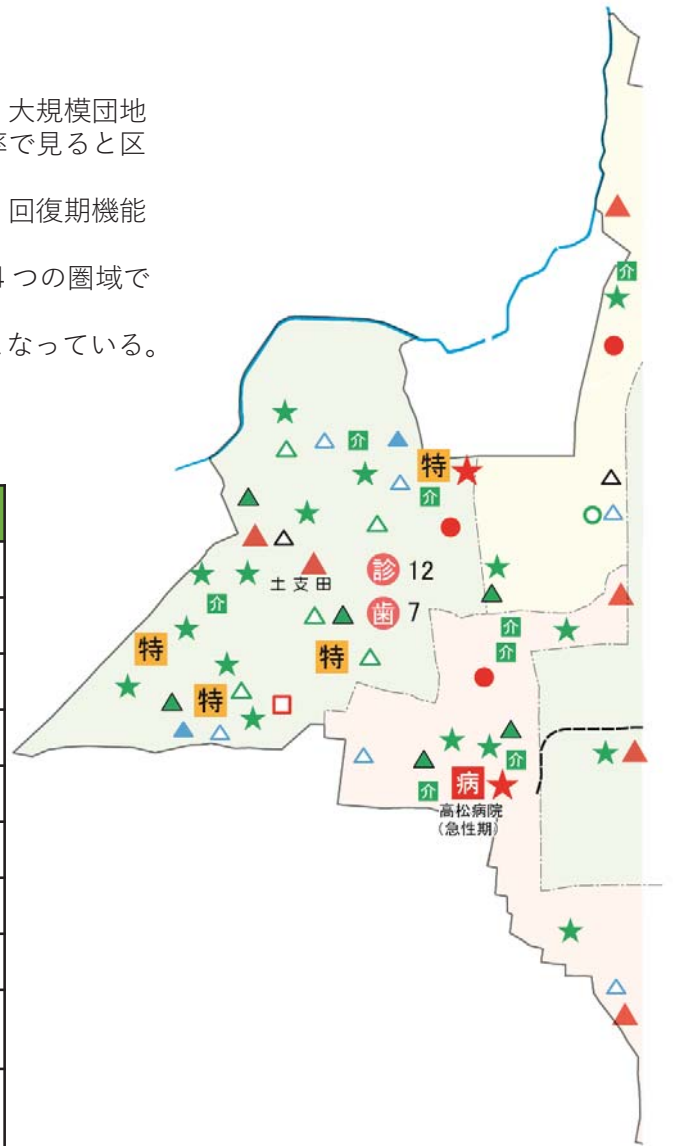 大規模団地
率で見ると区
回復期機能
4つの圏域で
なっている。
介
介
特
介
特
診 12
土支田
歯 7
介
介
介
特
特
特
介
病
介
高松病院
(急性期)